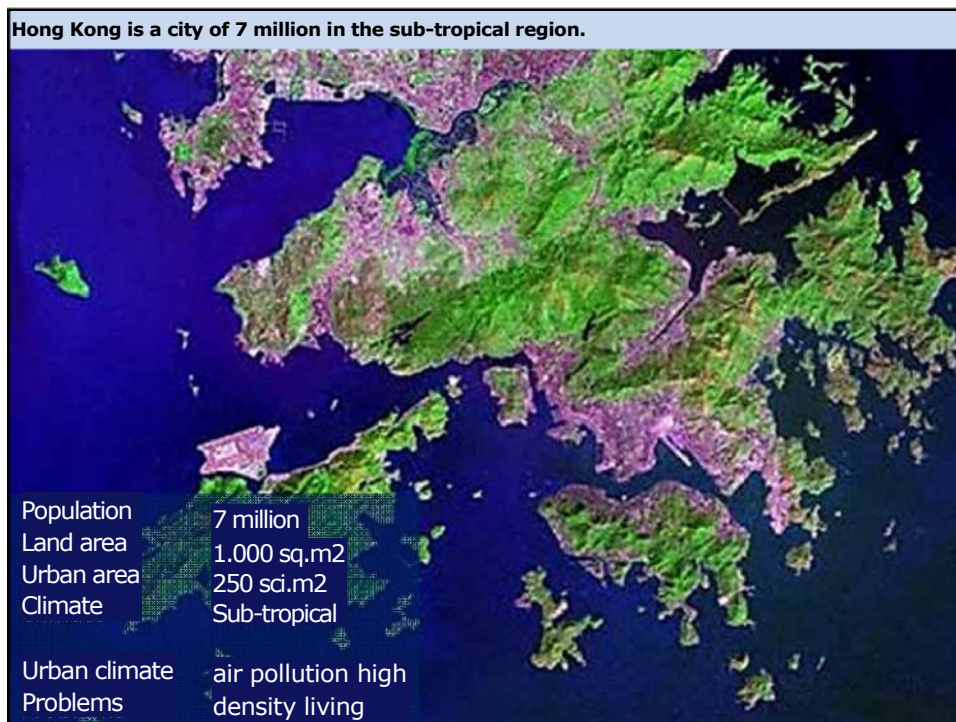 Hong Kong is a city of 7 million in the sub-tropical region.
Population 7 million
Land area 1.000 sq.m2
Urban area 250 sci.m2
Climate Sub-tropical
Urban climate air pollution high
Problems density living